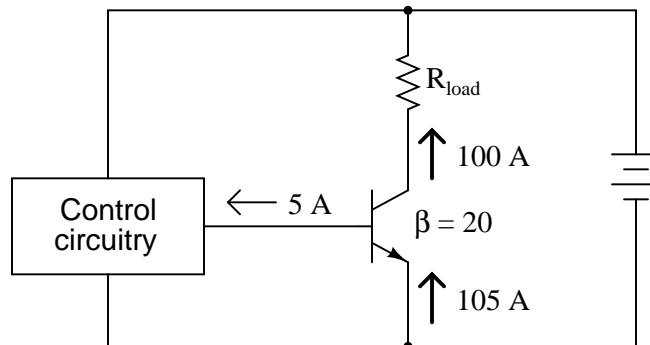 R_load
100 A
5 A
Control
circuitry
β = 20
105 A